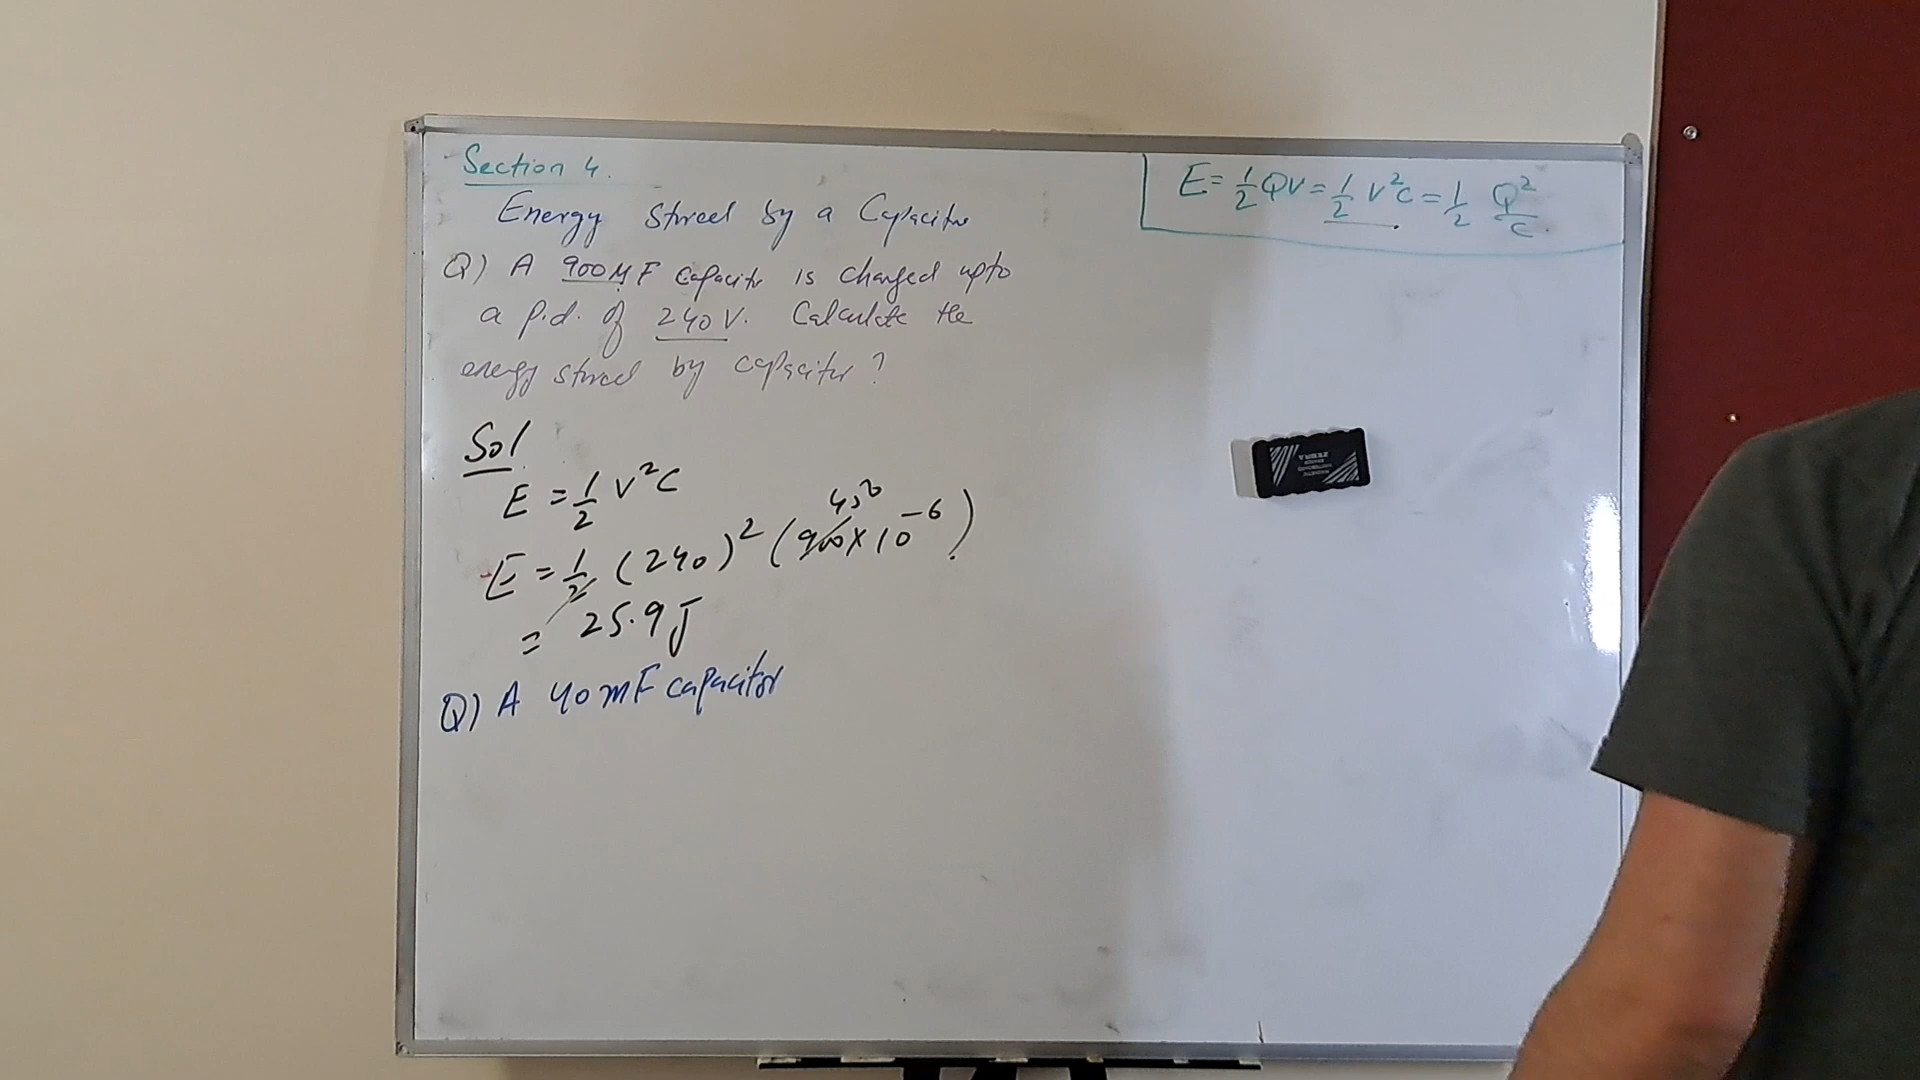 Section 4.
E = 1/2 QV = 1/2 V²C = 1/2 Q²/C.
Energy stored by a Capacitor
Q) A 900 μF capacitor is charged upto
a p.d. of 240 V. Calculate the
energy stored by capacitor?
Sol
E = 1/2 V²C
450
E = 1/2 (240)² (900 x 10⁻⁶)
= 25.9 J
Q) A 40 mF capacitor
ZEBRA